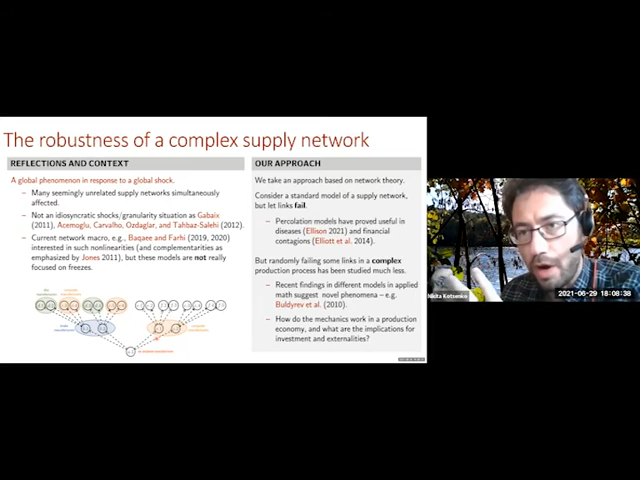 The robustness of a complex supply network
REFLECTIONS AND CONTEXT
A global phenomenon in response to a global shock.
– Many seemingly unrelated supply networks simultaneously
affected.
– Not an idiosyncratic shocks/granularity situation as Gabaix
(2011), Acemoglu, Carvalho, Ozdaglar, and Tahbaz-Salehi (2012).
– Current network macro, e.g., Baqaee and Farhi (2019, 2020)
interested in such nonlinearities (and complementarities as
emphasized by Jones 2011), but these models are not really
focused on freezes.
OUR APPROACH
We take an approach based on network theory.
Consider a standard model of a supply network,
but let links fail.
– Percolation models have proved useful in
diseases (Ellison 2021) and financial
contagions (Elliott et al. 2014).
But randomly failing some links in a complex
production process has been studied much less.
– Recent findings in different models in applied
math suggest novel phenomena – e.g.
Buldyrev et al. (2010).
– How do the mechanics work in a production
economy, and what are the implications for
investment and externalities?
Nikita Kotsenko
2021-06-29 18:08:38